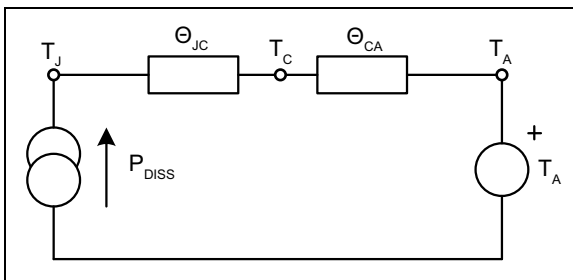 Θ_JC
Θ_CA
T_J
T_C
T_A
+
P_DISS
T_A